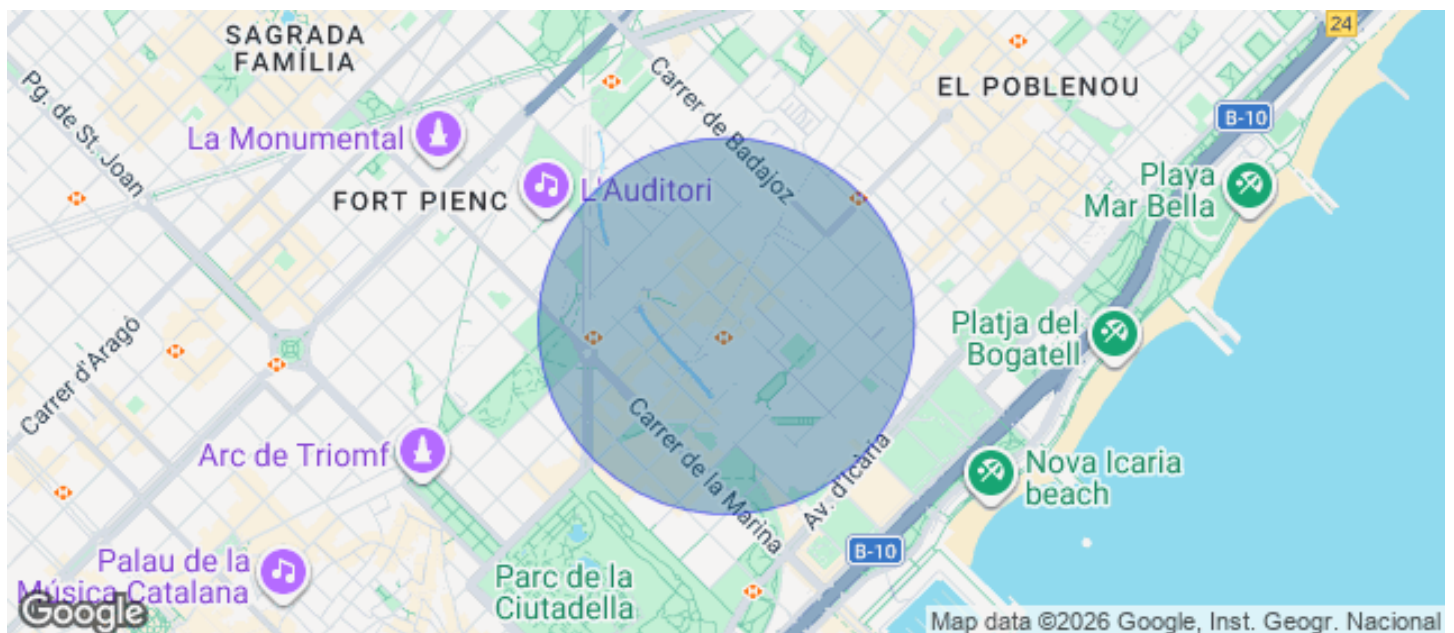 24
SAGRADA
FAMÍLIA
Pg. de St. Joan
Carrer de Badajoz
EL POBLENOU
B-10
La Monumental
Playa
Mar Bella
FORT PIENC
L'Auditori
Platja del
Bogatell
Carrer d'Aragó
Arc de Triomf
Carrer de la Marina
Av. d'Icària
Nova Icaria
beach
B-10
Palau de la
Música Catalana
Parc de la
Ciutadella
Google
Map data ©2026 Google, Inst. Geogr. Nacional